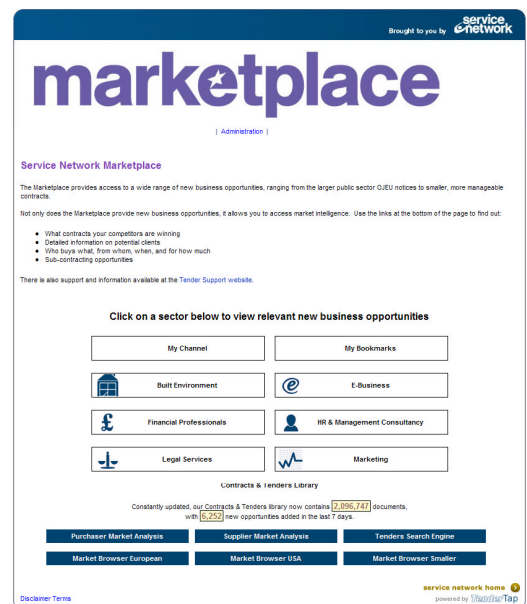 Brought to you by service network
marketplace
| Administration |
Service Network Marketplace
The Marketplace provides access to a wide range of new business opportunities, ranging from the larger public sector OJEU notices to smaller, more manageable
contracts.
Not only does the Marketplace provide new business opportunities, it allows you to access market intelligence. Use the links at the bottom of the page to find out:
● What contracts your competitors are winning
● Detailed information on potential clients
● Who buys what, from whom, when, and for how much
● Sub-contracting opportunities
There is also support and information available at the Tender Support website.
Click on a sector below to view relevant new business opportunities
My Channel My Bookmarks
Built Environment E-Business
Financial Professionals HR & Management Consultancy
Legal Services Marketing
Contracts & Tenders Library
Constantly updated, our Contracts & Tenders library now contains 2,096,747 documents,
with 6,252 new opportunities added in the last 7 days.
Purchaser Market Analysis Supplier Market Analysis Tenders Search Engine
Market Browser European Market Browser USA Market Browser Smaller
service network home
Disclaimer Terms powered by TenderTap